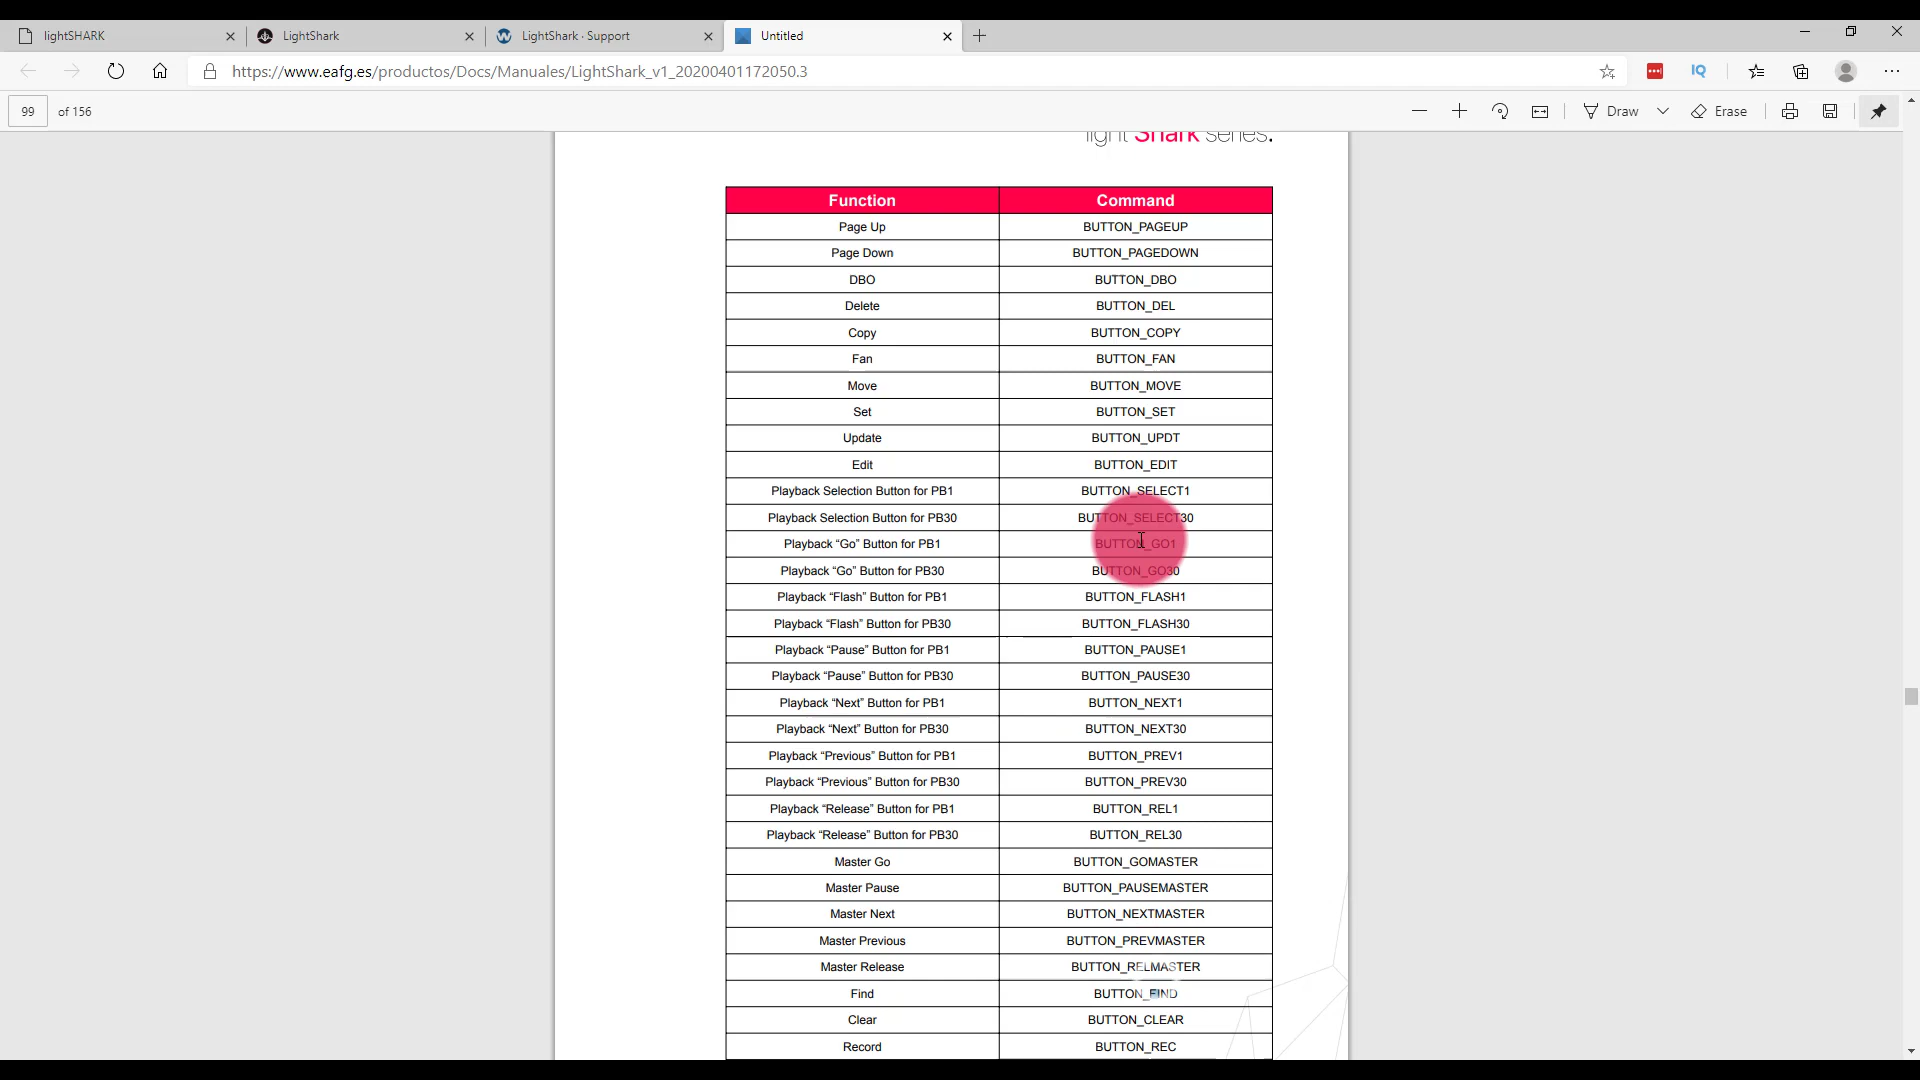 lightSHARK
LightShark
LightShark - Support
Untitled
https://www.eafg.es/productos/Docs/Manuales/LightShark_v1_20200401172050.3
IQ
99 of 156
Draw
Erase
light Shark series.
Function Command
Page Up BUTTON_PAGEUP
Page Down BUTTON_PAGEDOWN
DBO BUTTON_DBO
Delete BUTTON_DEL
Copy BUTTON_COPY
Fan BUTTON_FAN
Move BUTTON_MOVE
Set BUTTON_SET
Update BUTTON_UPDT
Edit BUTTON_EDIT
Playback Selection Button for PB1 BUTTON_SELECT1
Playback Selection Button for PB30 BUTTON_SELECT30
Playback “Go” Button for PB1 BUTTON_GO1
Playback “Go” Button for PB30 BUTTON_GO30
Playback “Flash” Button for PB1 BUTTON_FLASH1
Playback “Flash” Button for PB30 BUTTON_FLASH30
Playback “Pause” Button for PB1 BUTTON_PAUSE1
Playback “Pause” Button for PB30 BUTTON_PAUSE30
Playback “Next” Button for PB1 BUTTON_NEXT1
Playback “Next” Button for PB30 BUTTON_NEXT30
Playback “Previous” Button for PB1 BUTTON_PREV1
Playback “Previous” Button for PB30 BUTTON_PREV30
Playback “Release” Button for PB1 BUTTON_REL1
Playback “Release” Button for PB30 BUTTON_REL30
Master Go BUTTON_GOMASTER
Master Pause BUTTON_PAUSEMASTER
Master Next BUTTON_NEXTMASTER
Master Previous BUTTON_PREVMASTER
Master Release BUTTON_RELMASTER
Find BUTTON_FIND
Clear BUTTON_CLEAR
Record BUTTON_REC